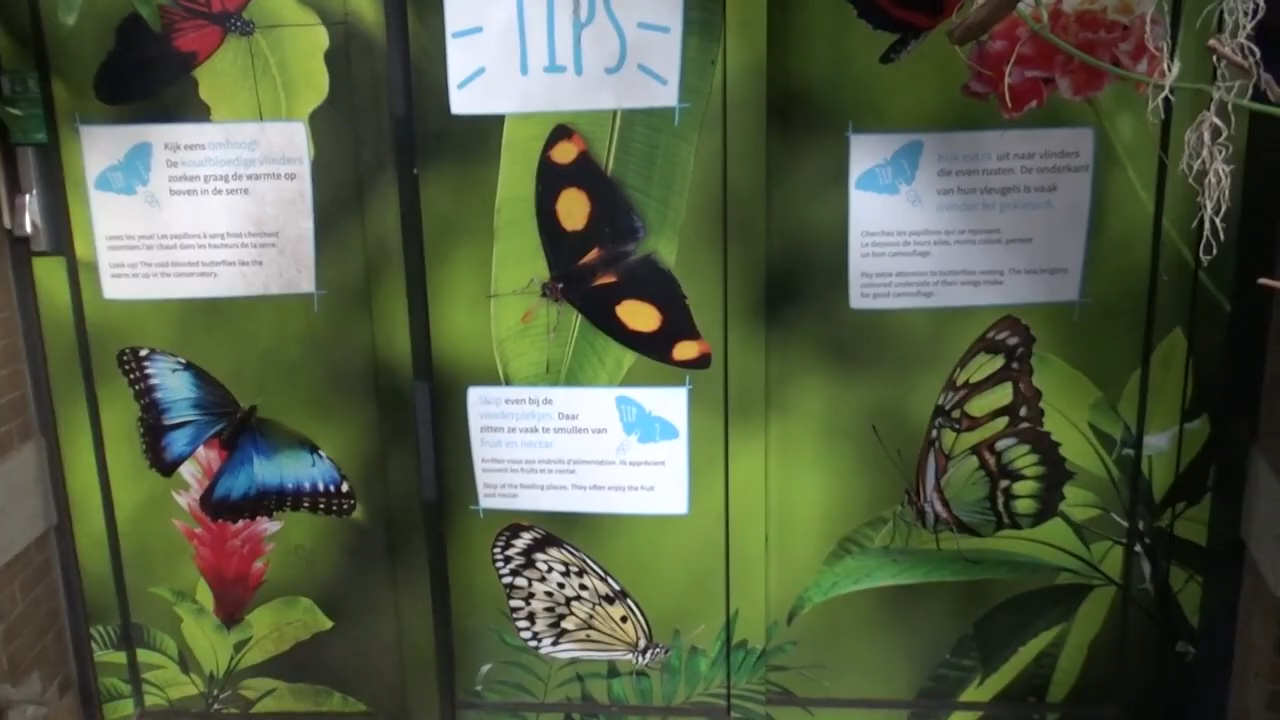 TIPS
Kijk eens omhoog!
De koudbloedige vlinders
zoeken graag de warmte op
boven in de serre.
Levez les yeux! Les papillons à sang froid cherchent
volontiers l'air chaud dans les hauteurs de la serre.
Look up! The cold-blooded butterflies like the
warm air up in the conservatory.
TIP 2
Stop even bij de
voederplekjes. Daar
zitten ze vaak te smullen van
fruit en nectar
Arrêtez-vous aux endroits d'alimentation. Ils apprécient
souvent les fruits et le nectar.
Stop at the feeding places. They often enjoy the fruit
and nectar.
TIP 3
Kijk extra uit naar vlinders
die even rusten. De onderkant
van hun vleugels is vaak
minder fel gekleurd.
Cherchez les papillons qui se reposent.
Le dessous de leurs ailes, moins coloré, permet
un bon camouflage.
Pay extra attention to butterflies resting. The less brightly
coloured underside of their wings make
for good camouflage.